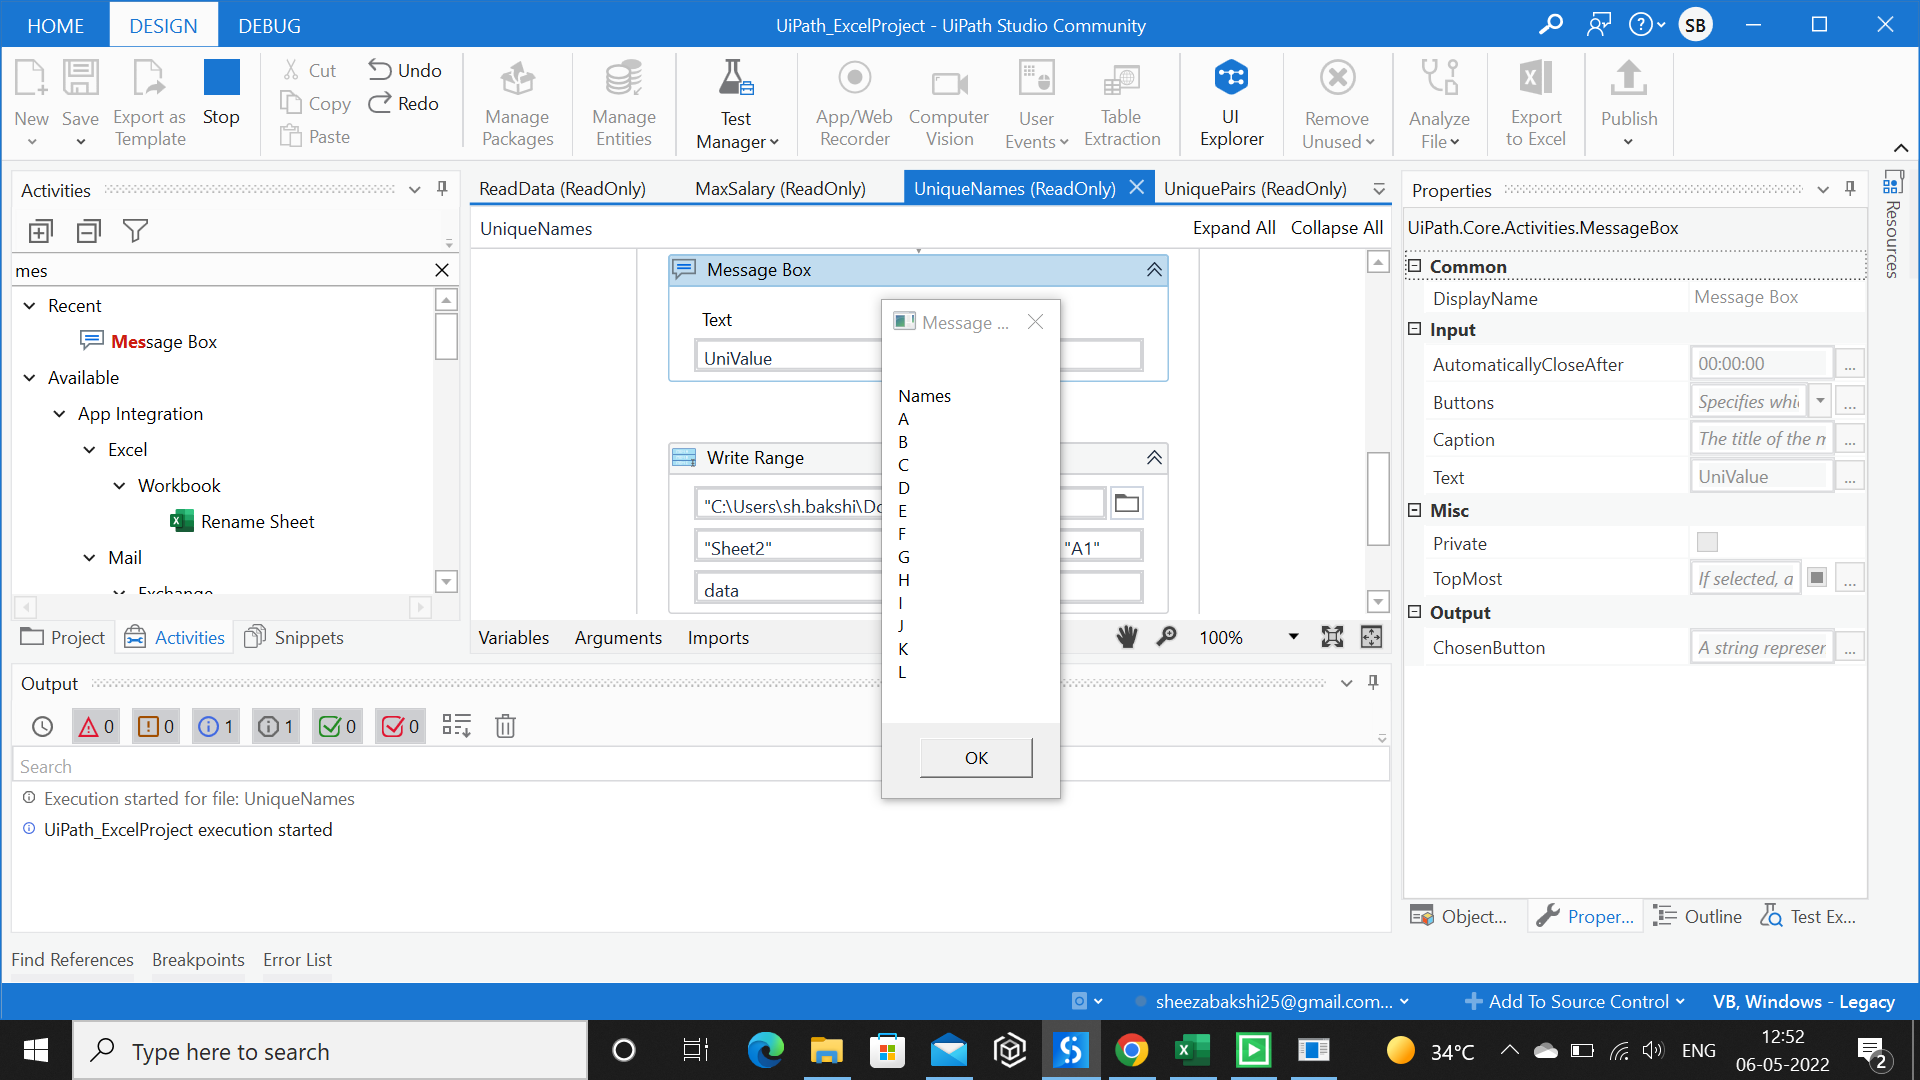 HOME
DESIGN
DEBUG
UiPath_ExcelProject - UiPath Studio Community
SB
New
Save
Export as Template
Stop
Cut
Copy
Paste
Undo
Redo
Manage Packages
Manage Entities
Test Manager
App/Web Recorder
Computer Vision
User Events
Table Extraction
UI Explorer
Remove Unused
Analyze File
Export to Excel
Publish
Activities
mes
Recent
Message Box
Available
App Integration
Excel
Workbook
Rename Sheet
Mail
Exchange
Project
Activities
Snippets
ReadData (ReadOnly)
MaxSalary (ReadOnly)
UniqueNames (ReadOnly)
UniquePairs (ReadOnly)
UniqueNames
Expand All
Collapse All
Message Box
Text
UniValue
Write Range
"C:\Users\sh.bakshi\Do
"Sheet2"
"A1"
data
Message ...
Names
A
B
C
D
E
F
G
H
I
J
K
L
OK
Variables
Arguments
Imports
100%
Properties
UiPath.Core.Activities.MessageBox
Common
DisplayName
Message Box
Input
AutomaticallyCloseAfter
00:00:00
...
Buttons
Specifies whi
...
Caption
The title of the n
...
Text
UniValue
...
Misc
Private
TopMost
If selected, a
...
Output
ChosenButton
A string represer
...
Resources
Output
0
0
1
1
0
0
Search
Execution started for file: UniqueNames
UiPath_ExcelProject execution started
Object...
Proper...
Outline
Test Ex...
Find References
Breakpoints
Error List
sheezabakshi25@gmail.com...
Add To Source Control
VB, Windows - Legacy
Type here to search
34°C
ENG
12:52
06-05-2022
2